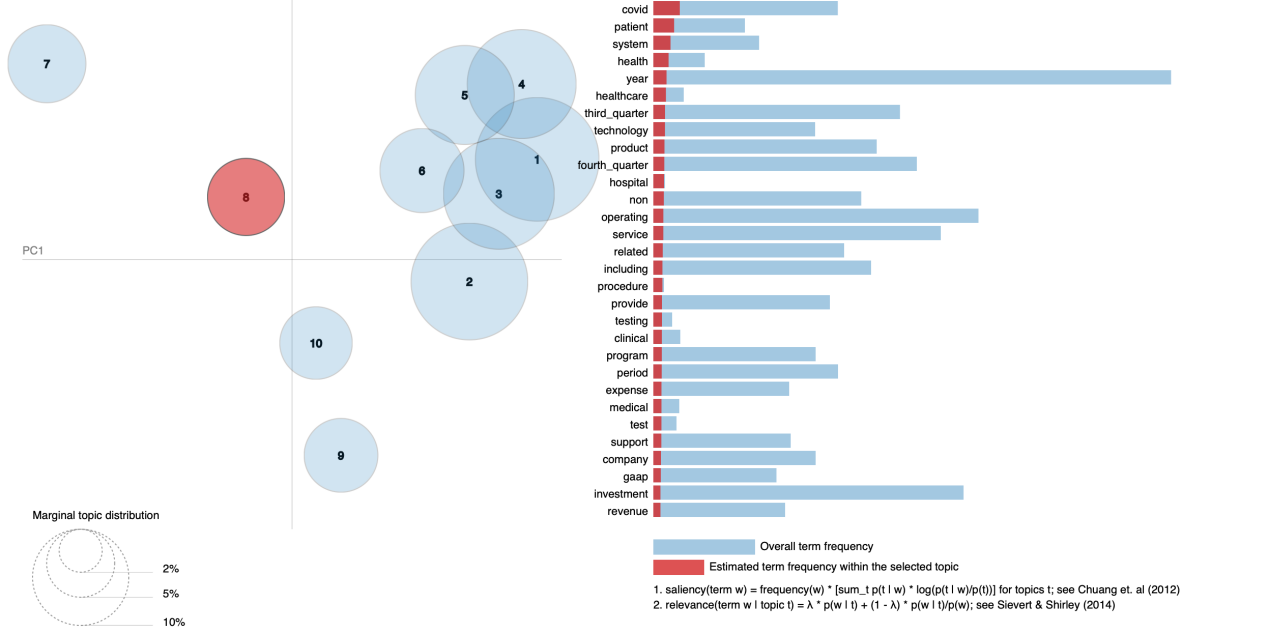 7
5
4
6
1
3
8
PC1
2
10
9
Marginal topic distribution
2%
5%
10%
covid
patient
system
health
year
healthcare
third_quarter
technology
product
fourth_quarter
hospital
non
operating
service
related
including
procedure
provide
testing
clinical
program
period
expense
medical
test
support
company
gaap
investment
revenue
Overall term frequency
Estimated term frequency within the selected topic
1. saliency(term w) = frequency(w) * [sum_t p(t | w) * log(p(t | w)/p(t))] for topics t; see Chuang et. al (2012)
2. relevance(term w | topic t) = λ * p(w | t) + (1 - λ) * p(w | t)/p(w); see Sievert & Shirley (2014)